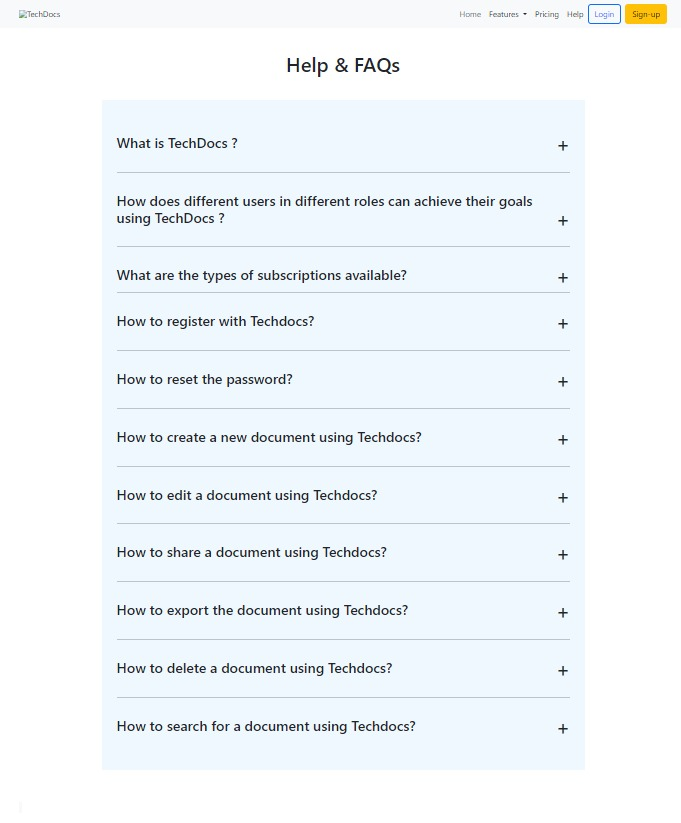 TechDocs
Home Features Pricing Help Login Sign-up
Help & FAQs
What is TechDocs ?
How does different users in different roles can achieve their goals
using TechDocs ?
What are the types of subscriptions available?
How to register with Techdocs?
How to reset the password?
How to create a new document using Techdocs?
How to edit a document using Techdocs?
How to share a document using Techdocs?
How to export the document using Techdocs?
How to delete a document using Techdocs?
How to search for a document using Techdocs?